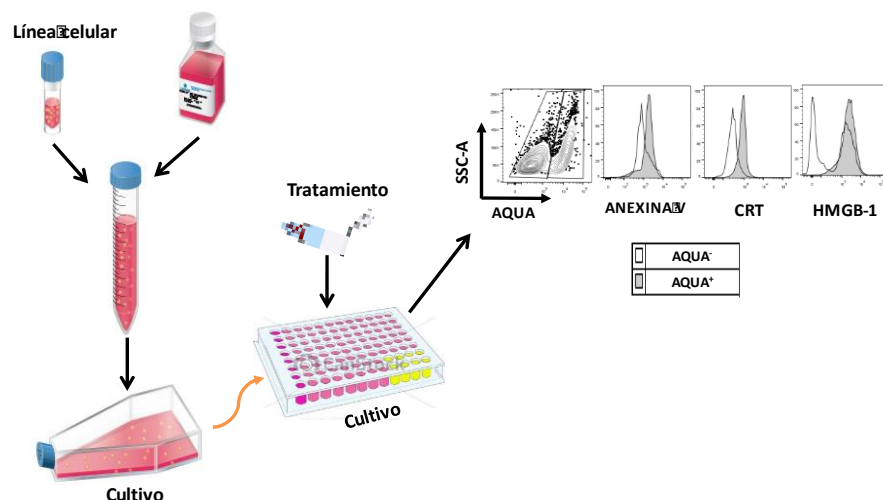 Línea celular
Tratamiento
Cultivo
Cultivo
SSC-A
AQUA
ANEXINA V
CRT
HMGB-1
AQUA-
AQUA+